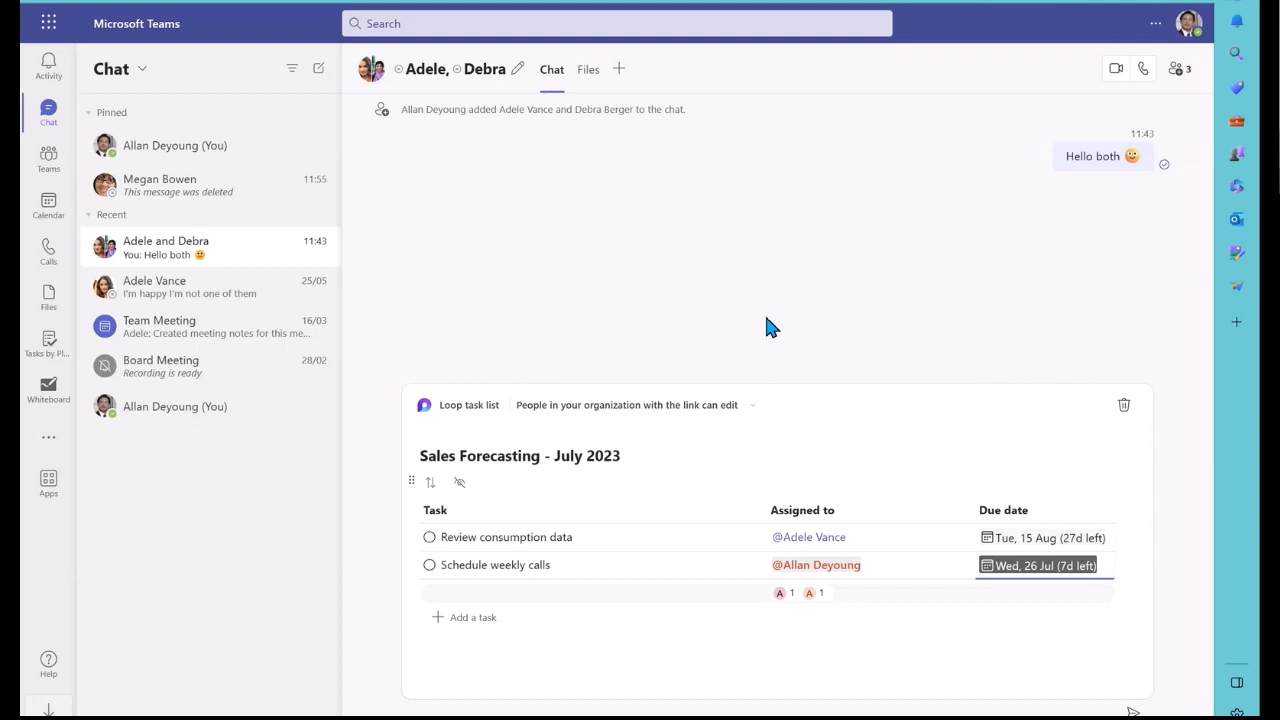 Microsoft Teams
Search
Activity
Chat
Teams
Calendar
Calls
Files
Tasks by Pl...
Whiteboard
Apps
Help
Chat
Pinned
Allan Deyoung (You)
Megan Bowen 11:55
This message was deleted
Recent
Adele and Debra 11:43
You: Hello both
Adele Vance 25/05
I'm happy I'm not one of them
Team Meeting 16/03
Adele: Created meeting notes for this me...
Board Meeting 28/02
Recording is ready
Allan Deyoung (You)
Adele, Debra Chat Files 3
Allan Deyoung added Adele Vance and Debra Berger to the chat.
11:43
Hello both
Loop task list People in your organization with the link can edit
Sales Forecasting - July 2023
Task Assigned to Due date
Review consumption data @Adele Vance Tue, 15 Aug (27d left)
Schedule weekly calls @Allan Deyoung Wed, 26 Jul (7d left)
A 1 A 1
Add a task